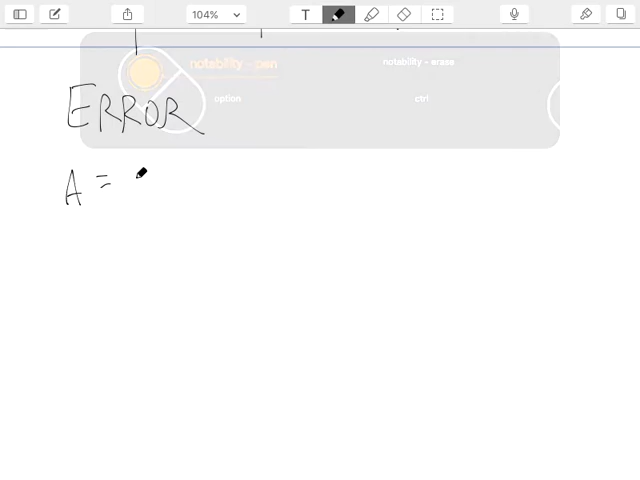 104%
T
notability - pen
notability - erase
option
ctrl
ERROR
A =